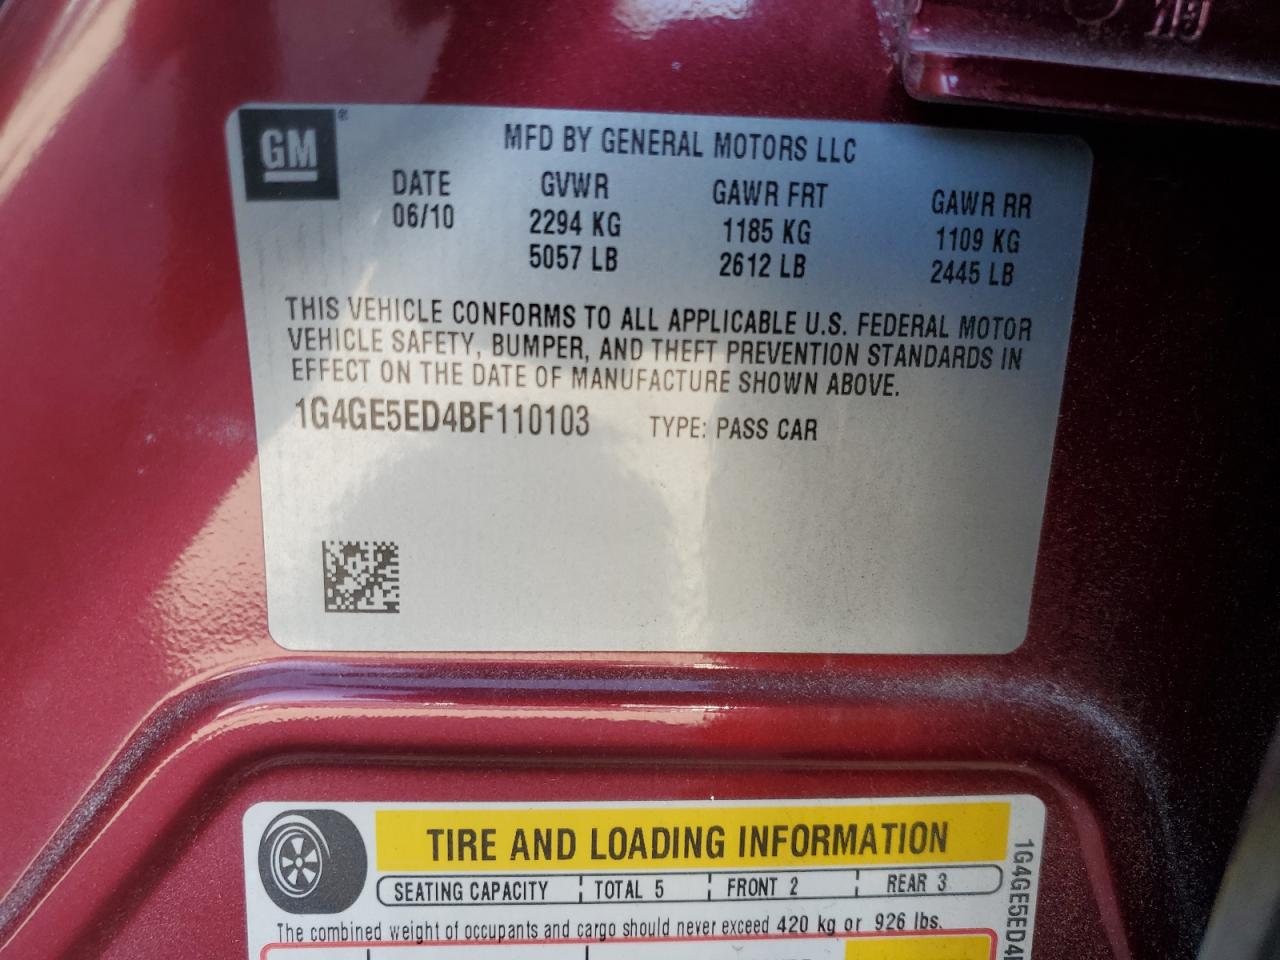 GM®
MFD BY GENERAL MOTORS LLC
DATE GVWR GAWR FRT GAWR RR
06/10 2294 KG 1185 KG 1109 KG
5057 LB 2612 LB 2445 LB
THIS VEHICLE CONFORMS TO ALL APPLICABLE U.S. FEDERAL MOTOR
VEHICLE SAFETY, BUMPER, AND THEFT PREVENTION STANDARDS IN
EFFECT ON THE DATE OF MANUFACTURE SHOWN ABOVE.
1G4GE5ED4BF110103 TYPE: PASS CAR
TIRE AND LOADING INFORMATION
SEATING CAPACITY TOTAL 5 FRONT 2 REAR 3
The combined weight of occupants and cargo should never exceed 420 kg or 926 lbs.
1G4GE5ED4